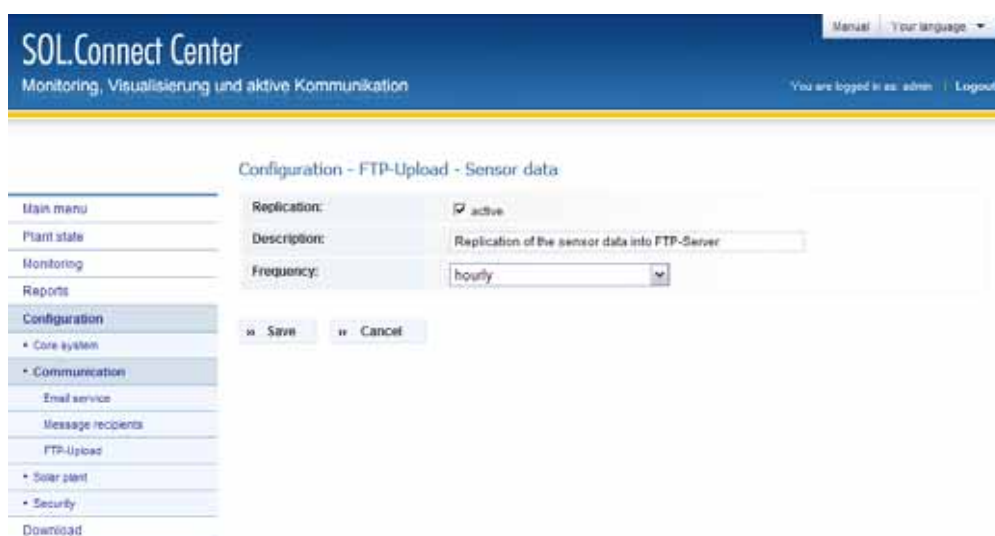 Manual Your language
SOL.Connect Center
Monitoring, Visualisierung und aktive Kommunikation
You are logged in as: admin | Logout
Configuration - FTP-Upload - Sensor data
Main menu
Plant state
Monitoring
Reports
Configuration
• Core system
• Communication
Email service
Message recipients
FTP-Upload
• Solar plant
• Security
Download
Replication: active
Description: Replication of the sensor data into FTP-Server
Frequency: hourly
» Save » Cancel